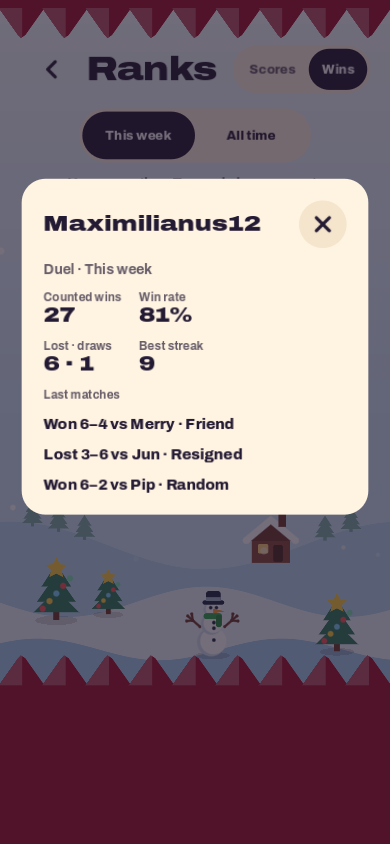 Ranks
Scores
Wins
This week
All time
Maximilianus12
Duel · This week
Counted wins
Win rate
27
81%
Lost · draws
Best streak
6 · 1
9
Last matches
Won 6–4 vs Merry · Friend
Lost 3–6 vs Jun · Resigned
Won 6–2 vs Pip · Random